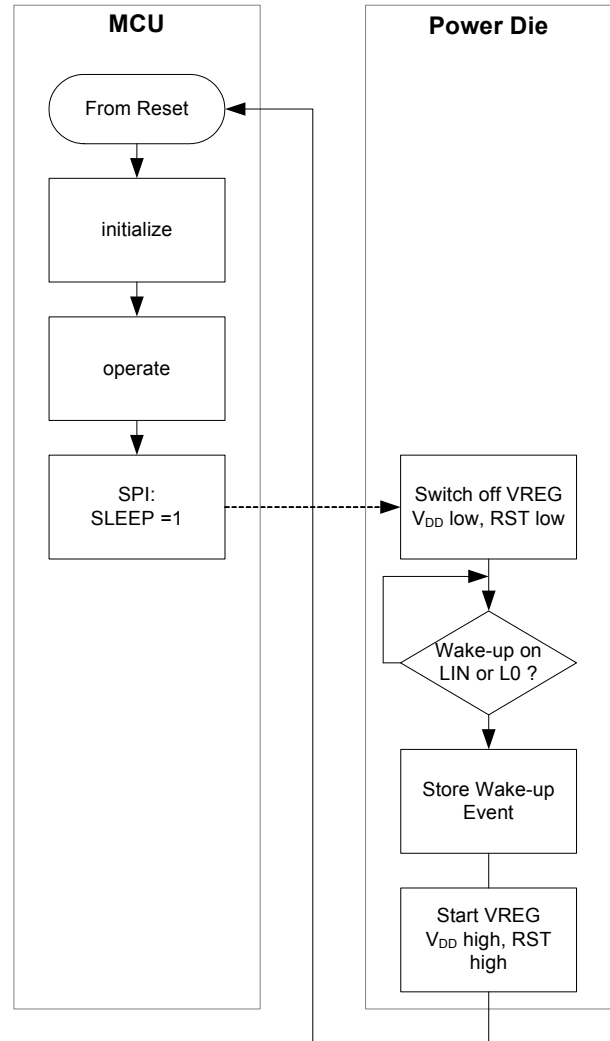 MCU
From Reset
initialize
operate
SPI:
SLEEP =1
Power Die
Switch off VREG
VDD low, RST low
Wake-up on
LIN or L0 ?
Store Wake-up
Event
Start VREG
VDD high, RST
high